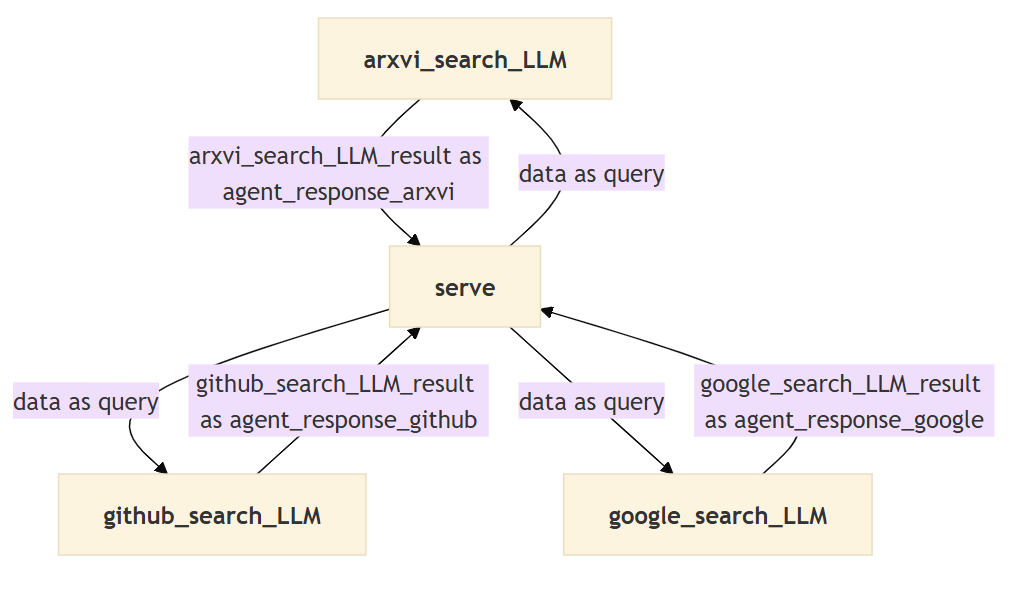 arxvi_search_LLM
arxvi_search_LLM_result as
agent_response_arxvi
data as query
serve
data as query
github_search_LLM_result
as agent_response_github
data as query
google_search_LLM_result
as agent_response_google
github_search_LLM
google_search_LLM